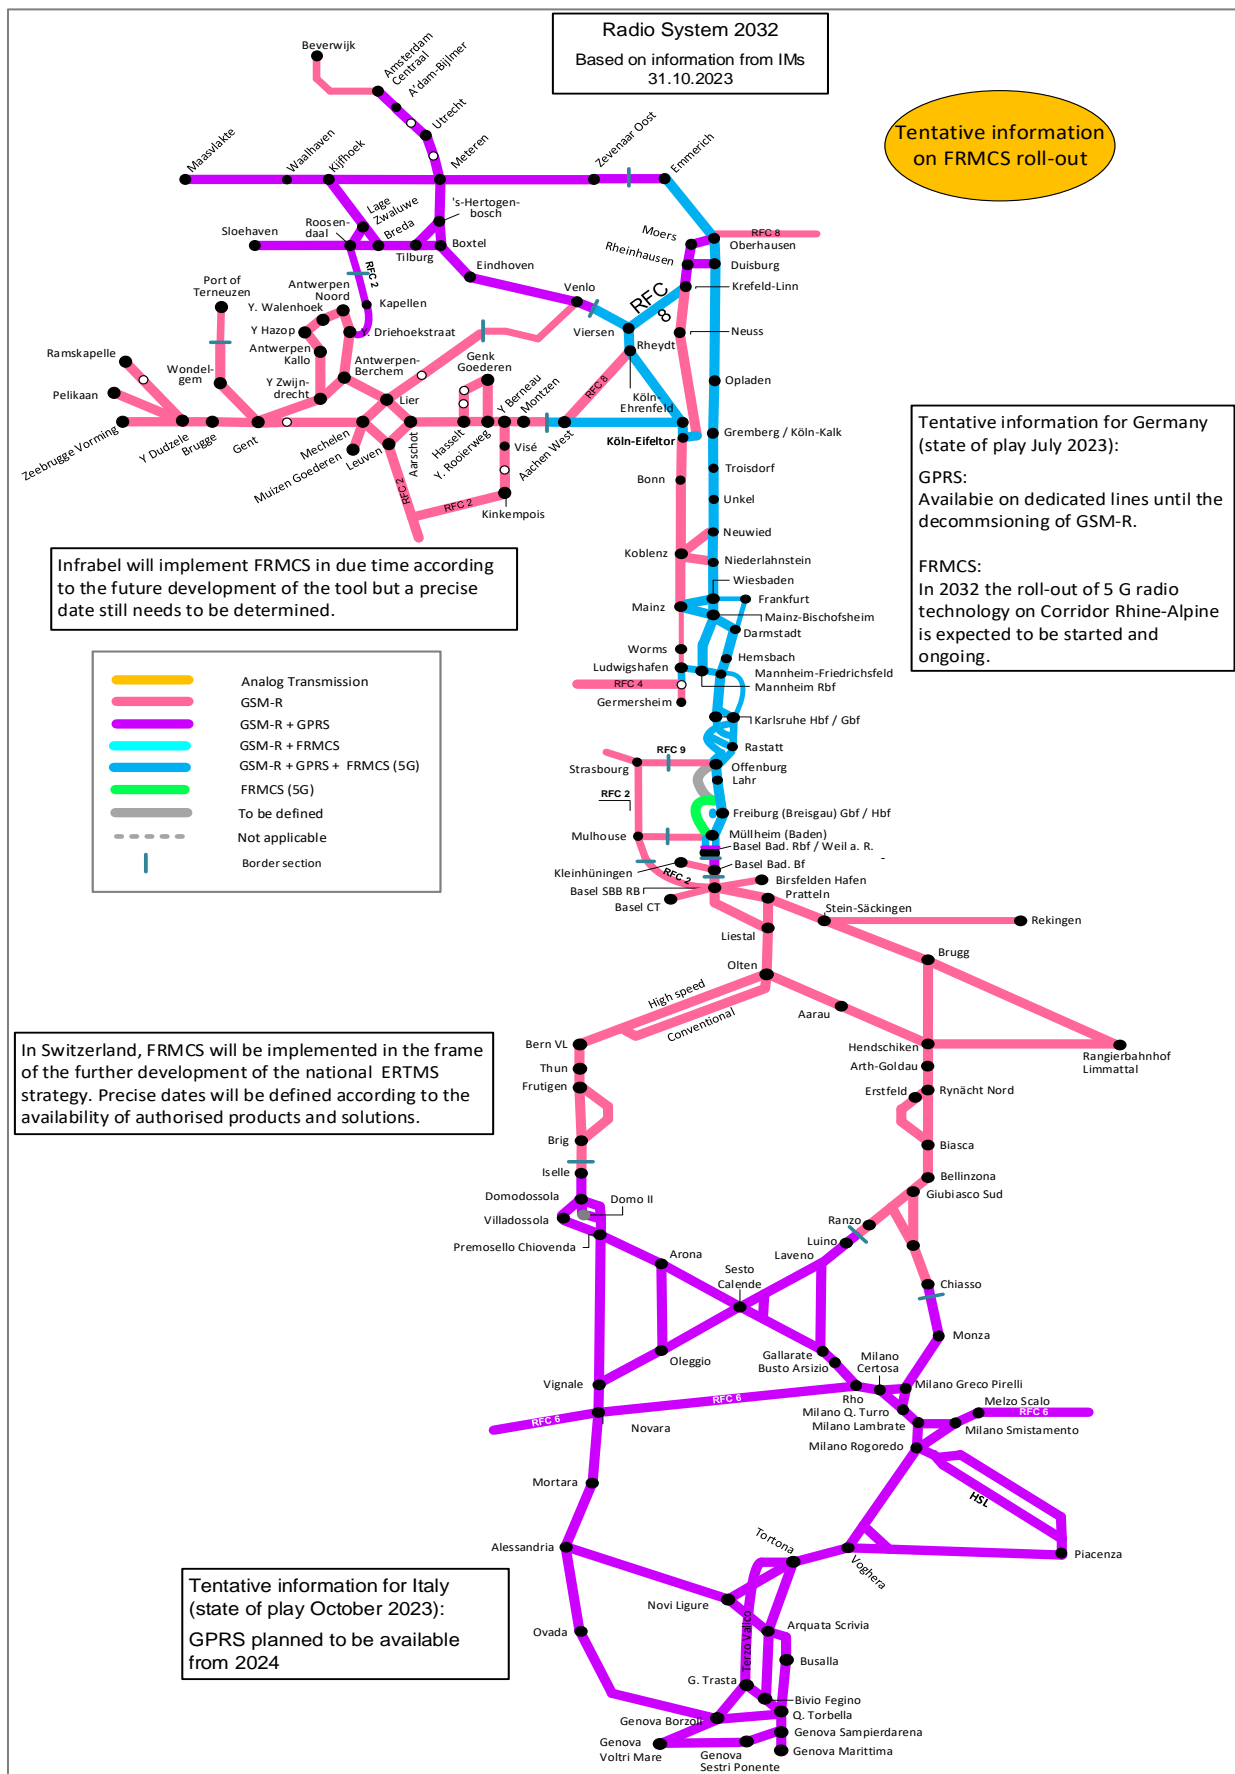 Radio System 2032
Based on information from IMs
31.10.2023
Tentative information
on FRMCS roll-out
Beverwijk
Amsterdam
Centraal
A'dam-Bijlmer
Utrecht
Maasvlakte
Waalhaven
Kijfhoek
Meteren
Zevenaar Oost
Emmerich
Lage
Zwaluwe
's-Hertogen-
bosch
Roosen-
daal
Breda
Sloehaven
Tilburg
Boxtel
Moers
Oberhausen
RFC 8
Rheinhausen
Duisburg
RFC 2
Eindhoven
Krefeld-Linn
Port of
Terneuzen
Antwerpen
Noord
Kapellen
Venlo
RFC
8
Y. Walenhoek
Y Hazop
Y. Driehoekstraat
Viersen
Neuss
Ramskapelle
Antwerpen
Kallo
Rheydt
Wondel-
gem
Antwerpen-
Berchem
Genk
Goederen
Pelikaan
Y Zwijn-
drecht
Lier
Y Berneau
Montzen
RFC 8
Köln-
Ehrenfeld
Opladen
Zeebrugge Vorming
Y Dudzele
Brugge
Gent
Mechelen
Muizen Goederen
Leuven
Aarschot
Hasselt
Y. Rooierweg
Visé
Aachen West
Köln-Eifeltor
Gremberg / Köln-Kalk
Troisdorf
RFC 2
RFC 2
Kinkempois
Bonn
Unkel
Neuwied
Koblenz
Niederlahnstein
Wiesbaden
Frankfurt
Mainz
Mainz-Bischofsheim
Darmstadt
Worms
Hemsbach
Ludwigshafen
Mannheim-Friedrichsfeld
Mannheim Rbf
RFC 4
Germersheim
Karlsruhe Hbf / Gbf
Rastatt
RFC 9
Strasbourg
Offenburg
Lahr
RFC 2
Freiburg (Breisgau) Gbf / Hbf
Mulhouse
Müllheim (Baden)
Basel Bad. Rbf / Weil a. R.
Kleinhüningen
RFC 2
Basel Bad. Bf
Basel SBB RB
Birsfelden Hafen
Basel CT
Pratteln
Tentative information for Germany
(state of play July 2023):
GPRS:
Availabie on dedicated lines until the
decommsioning of GSM-R.
FRMCS:
In 2032 the roll-out of 5 G radio
technology on Corridor Rhine-Alpine
is expected to be started and
ongoing.
Infrabel will implement FRMCS in due time according
to the future development of the tool but a precise
date still needs to be determined.
Analog Transmission
GSM-R
GSM-R + GPRS
GSM-R + FRMCS
GSM-R + GPRS + FRMCS (5G)
FRMCS (5G)
To be defined
Not applicable
Border section
-
Stein-Säckingen
Rekingen
Liestal
Brugg
Olten
High speed
Conventional
Aarau
Bern VL
Hendschiken
Rangierbahnhof
Limmattal
Thun
Arth-Goldau
Frutigen
Erstfeld
Rynächt Nord
Brig
Biasca
Iselle
Bellinzona
Domodossola
Domo II
Giubiasco Sud
Villadossola
Ranzo
Premosello Chiovenda
Luino
In Switzerland, FRMCS will be implemented in the frame
of the further development of the national ERTMS
strategy. Precise dates will be defined according to the
availability of authorised products and solutions.
Arona
Laveno
Sesto
Calende
Chiasso
Monza
Oleggio
Gallarate
Busto Arsizio
Milano
Certosa
Vignale
Milano Greco Pirelli
RFC 6
RFC 6
Rho
Melzo Scalo
RFC 6
Novara
Milano Q. Turro
Milano Lambrate
Milano Smistamento
Milano Rogoredo
Mortara
HSL
Alessandria
Tortona
Voghera
Piacenza
Tentative information for Italy
(state of play October 2023):
GPRS planned to be available
from 2024
Novi Ligure
Ovada
Terzo Valico
Arquata Scrivia
Busalla
G. Trasta
Bivio Fegino
Genova Borzoli
Q. Torbella
Genova Sampierdarena
Genova
Voltri Mare
Genova
Sestri Ponente
Genova Marittima